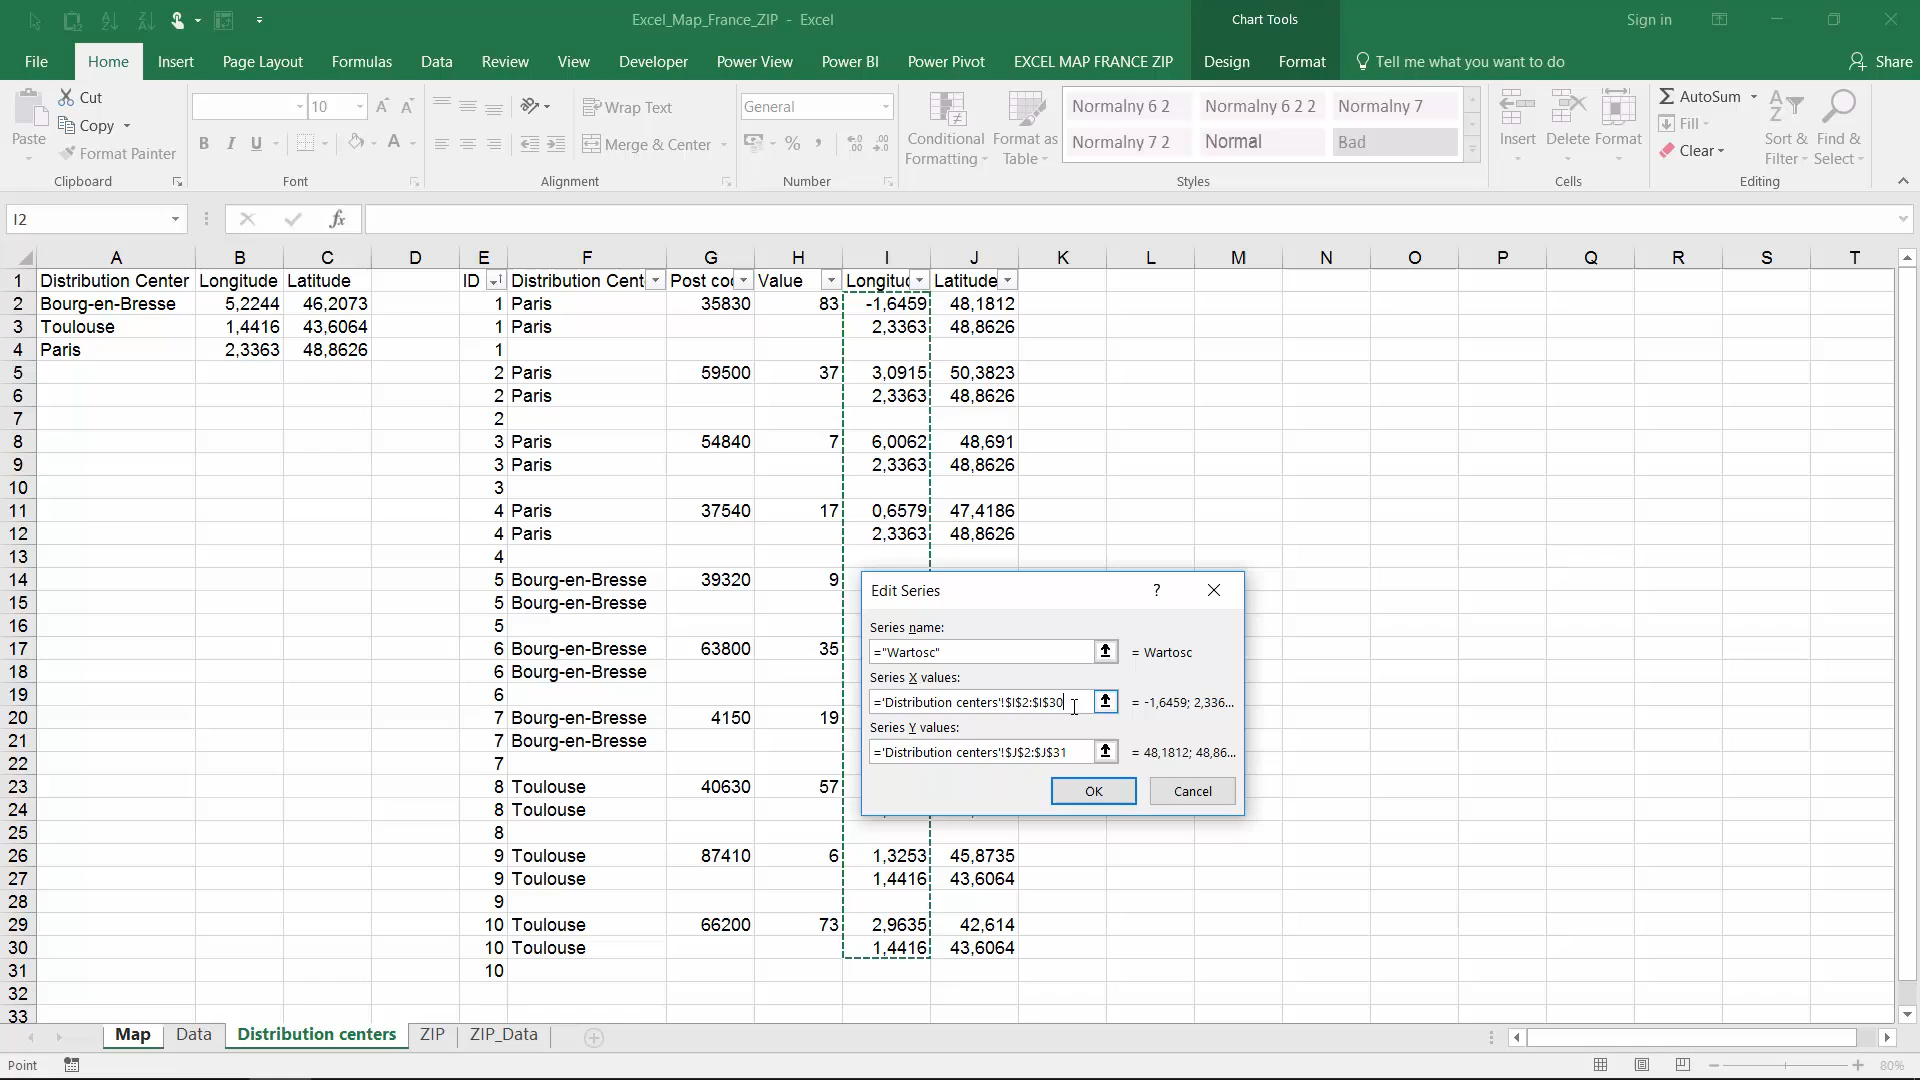 Excel_Map_France_ZIP - Excel
Chart Tools
Sign in
File Home Insert Page Layout Formulas Data Review View Developer Power View Power BI Power Pivot EXCEL MAP FRANCE ZIP Design Format Tell me what you want to do Share
Paste
Cut
Copy
Format Painter
Clipboard
10
B I U
Font
Wrap Text
Merge & Center
Alignment
General
Number
Conditional Formatting
Format as Table
Normalny 6 2 Normalny 6 2 2 Normalny 7
Normalny 7 2 Normal Bad
Styles
Insert Delete Format
Cells
AutoSum
Fill
Clear
Sort & Filter
Find & Select
Editing
I2
fx
A B C D E F G H I J K L M N O P Q R S T
1 Distribution Center Longitude Latitude ID Distribution Cent Post co Value Longitu Latitude
2 Bourg-en-Bresse 5,2244 46,2073 1 Paris 35830 83 -1,6459 48,1812
3 Toulouse 1,4416 43,6064 1 Paris 2,3363 48,8626
4 Paris 2,3363 48,8626 1
5 2 Paris 59500 37 3,0915 50,3823
6 2 Paris 2,3363 48,8626
7 2
8 3 Paris 54840 7 6,0062 48,691
9 3 Paris 2,3363 48,8626
10 3
11 4 Paris 37540 17 0,6579 47,4186
12 4 Paris 2,3363 48,8626
13 4
14 5 Bourg-en-Bresse 39320 9
15 5 Bourg-en-Bresse
16 5
17 6 Bourg-en-Bresse 63800 35
18 6 Bourg-en-Bresse
19 6
20 7 Bourg-en-Bresse 4150 19
21 7 Bourg-en-Bresse
22 7
23 8 Toulouse 40630 57
24 8 Toulouse
25 8
26 9 Toulouse 87410 6 1,3253 45,8735
27 9 Toulouse 1,4416 43,6064
28 9
29 10 Toulouse 66200 73 2,9635 42,614
30 10 Toulouse 1,4416 43,6064
31 10
32
33
Edit Series ?
Series name:
="Wartosc" = Wartosc
Series X values:
='Distribution centers'!$I$2:$I$30 = -1,6459; 2,336...
Series Y values:
='Distribution centers'!$J$2:$J$31 = 48,1812; 48,86...
OK Cancel
Map Data Distribution centers ZIP ZIP_Data
Point
80%